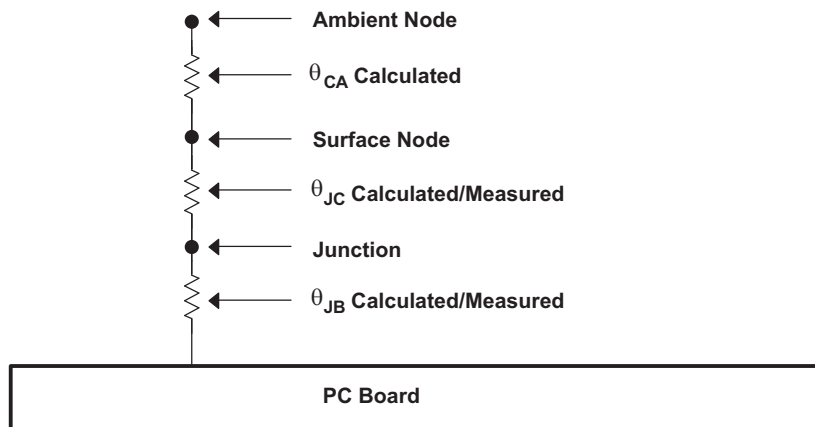 Ambient Node
θCA Calculated
Surface Node
θJC Calculated/Measured
Junction
θJB Calculated/Measured
PC Board